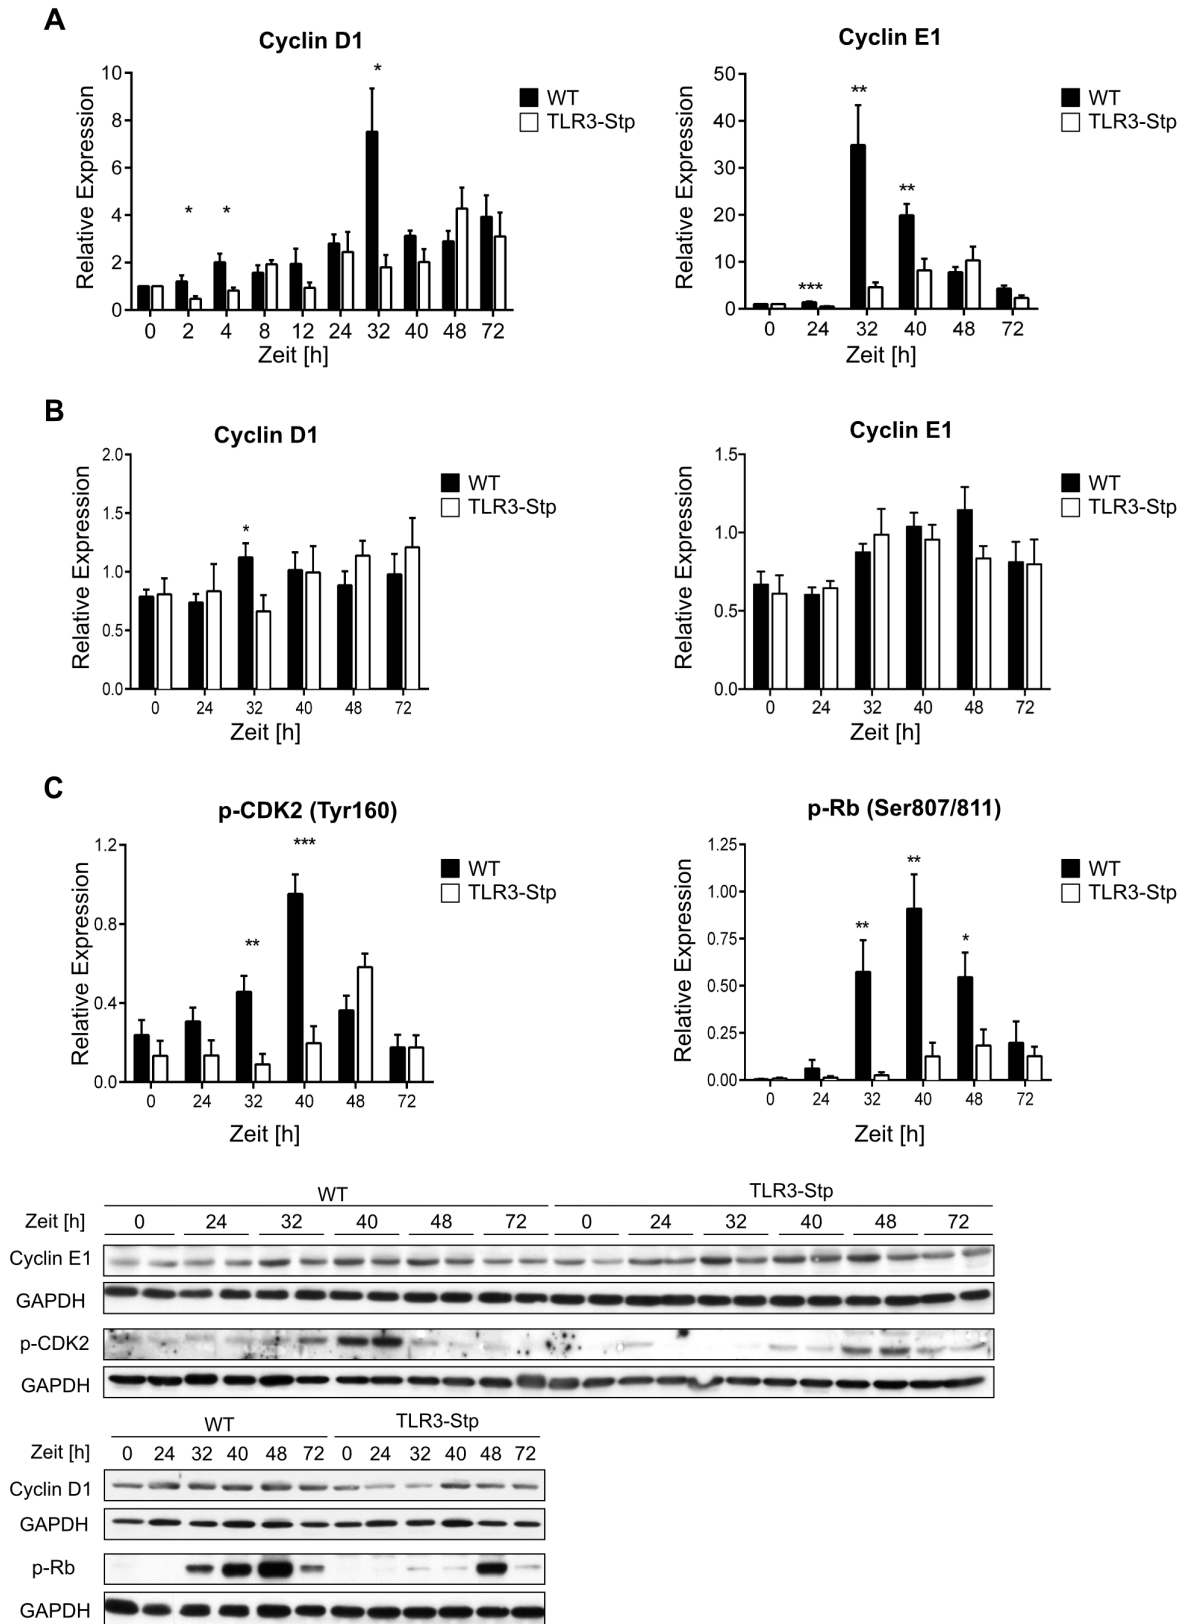 A
Cyclin D1
Relative Expression
10
8
6
4
2
0
*
*
*
WT
TLR3-Stp
0 2 4 8 12 24 32 40 48 72
Zeit [h]
Cyclin E1
Relative Expression
50
40
30
20
10
0
***
**
**
WT
TLR3-Stp
0 24 32 40 48 72
Zeit [h]
B
Cyclin D1
Relative Expression
2.0
1.5
1.0
0.5
0.0
*
WT
TLR3-Stp
0 24 32 40 48 72
Zeit [h]
Cyclin E1
Relative Expression
1.5
1.0
0.5
0.0
WT
TLR3-Stp
0 24 32 40 48 72
Zeit [h]
C
p-CDK2 (Tyr160)
Relative Expression
1.2
0.8
0.4
0.0
**
***
WT
TLR3-Stp
0 24 32 40 48 72
Zeit [h]
p-Rb (Ser807/811)
Relative Expression
1.25
1.00
0.75
0.50
0.25
0.00
**
**
*
WT
TLR3-Stp
0 24 32 40 48 72
Zeit [h]
WT TLR3-Stp
Zeit [h] 0 24 32 40 48 72 0 24 32 40 48 72
Cyclin E1
GAPDH
p-CDK2
GAPDH
WT TLR3-Stp
Zeit [h] 0 24 32 40 48 72 0 24 32 40 48 72
Cyclin D1
GAPDH
p-Rb
GAPDH